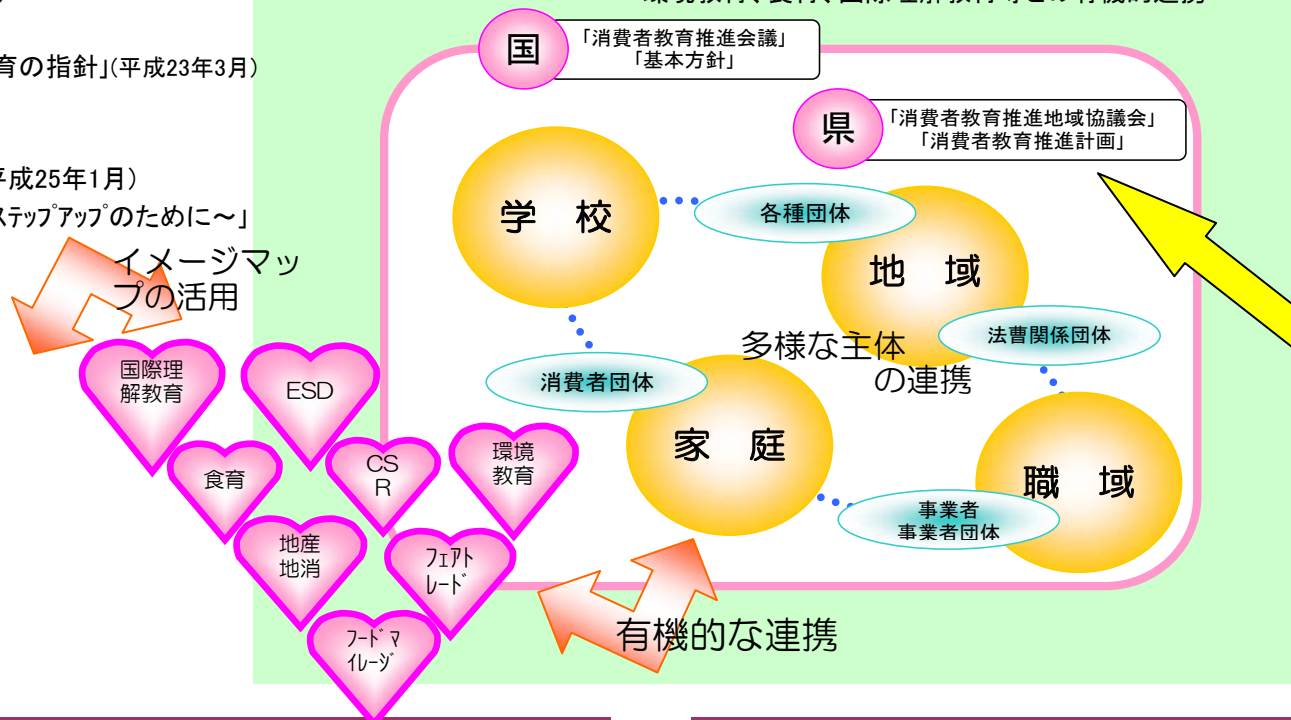 育の指針」(平成23年3月)
平成25年1月)
ステップアップのために～」
国
「消費者教育推進会議」
「基本方針」
県
「消費者教育推進地域協議会」
「消費者教育推進計画」
学 校
各種団体
地 域
法曹関係団体
多様な主体
の連携
消費者団体
家 庭
職 域
事業者
事業者団体
イメージマッ
プの活用
国際理
解教育
ESD
食育
CS
R
環境
教育
地産
地消
フェアト
レード
フードマ
イレージ
有機的な連携